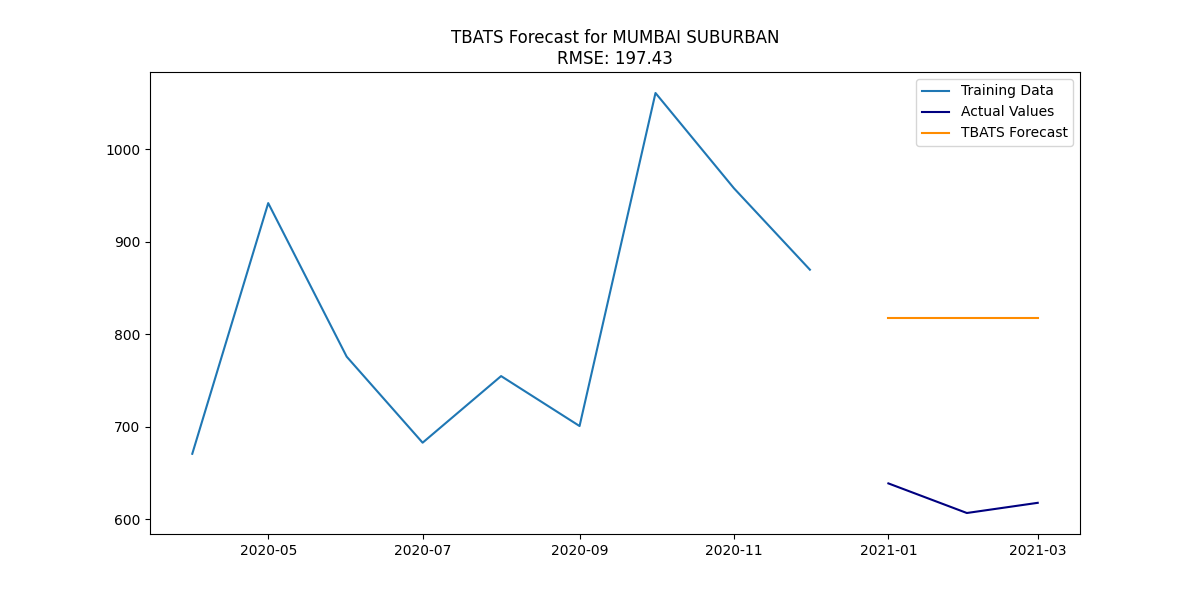 TBATS Forecast for MUMBAI SUBURBAN
RMSE: 197.43
Training Data
Actual Values
TBATS Forecast
1000
900
800
700
600
2020-05 2020-07 2020-09 2020-11 2021-01 2021-03